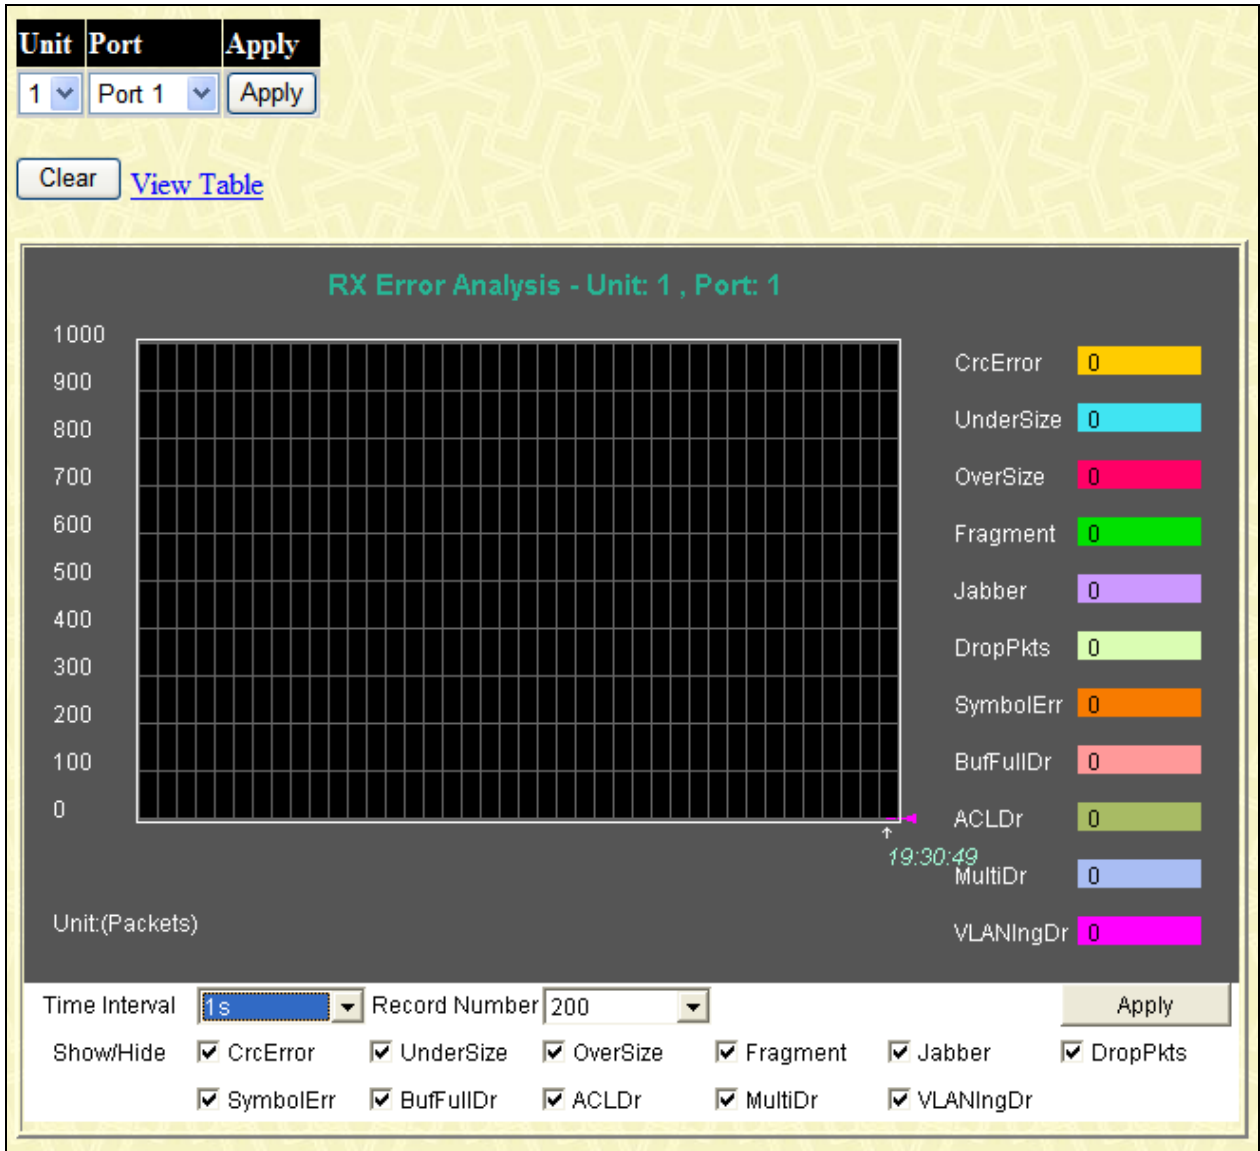 Unit Port Apply
1 Port 1 Apply
Clear View Table
RX Error Analysis - Unit: 1 , Port: 1
1000
900
800
700
600
500
400
300
200
100
0
19:30:49
Unit:(Packets)
CrcError 0
UnderSize 0
OverSize 0
Fragment 0
Jabber 0
DropPkts 0
SymbolErr 0
BufFullDr 0
ACLDr 0
MultiDr 0
VLANIngDr 0
Time Interval 1s Record Number 200 Apply
Show/Hide CrcError UnderSize OverSize Fragment Jabber DropPkts
SymbolErr BufFullDr ACLDr MultiDr VLANIngDr